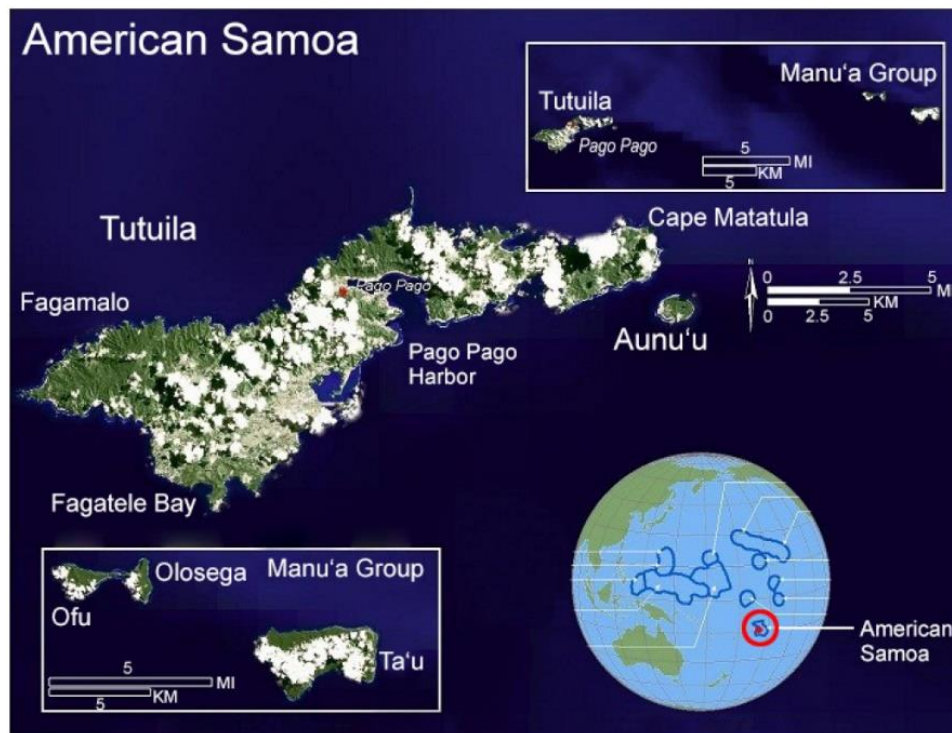 American Samoa
Manu‘a Group
Tutuila
Pago Pago
5
MI
KM
5
Tutuila
Cape Matatula
Pago Pago
Fagamalo
0 2.5 5
MI
KM
0 2.5 5
Aunu‘u
Pago Pago
Harbor
N
Fagatele Bay
Olosega
Manu‘a Group
Ofu
Ta‘u
5
MI
KM
5
American
Samoa